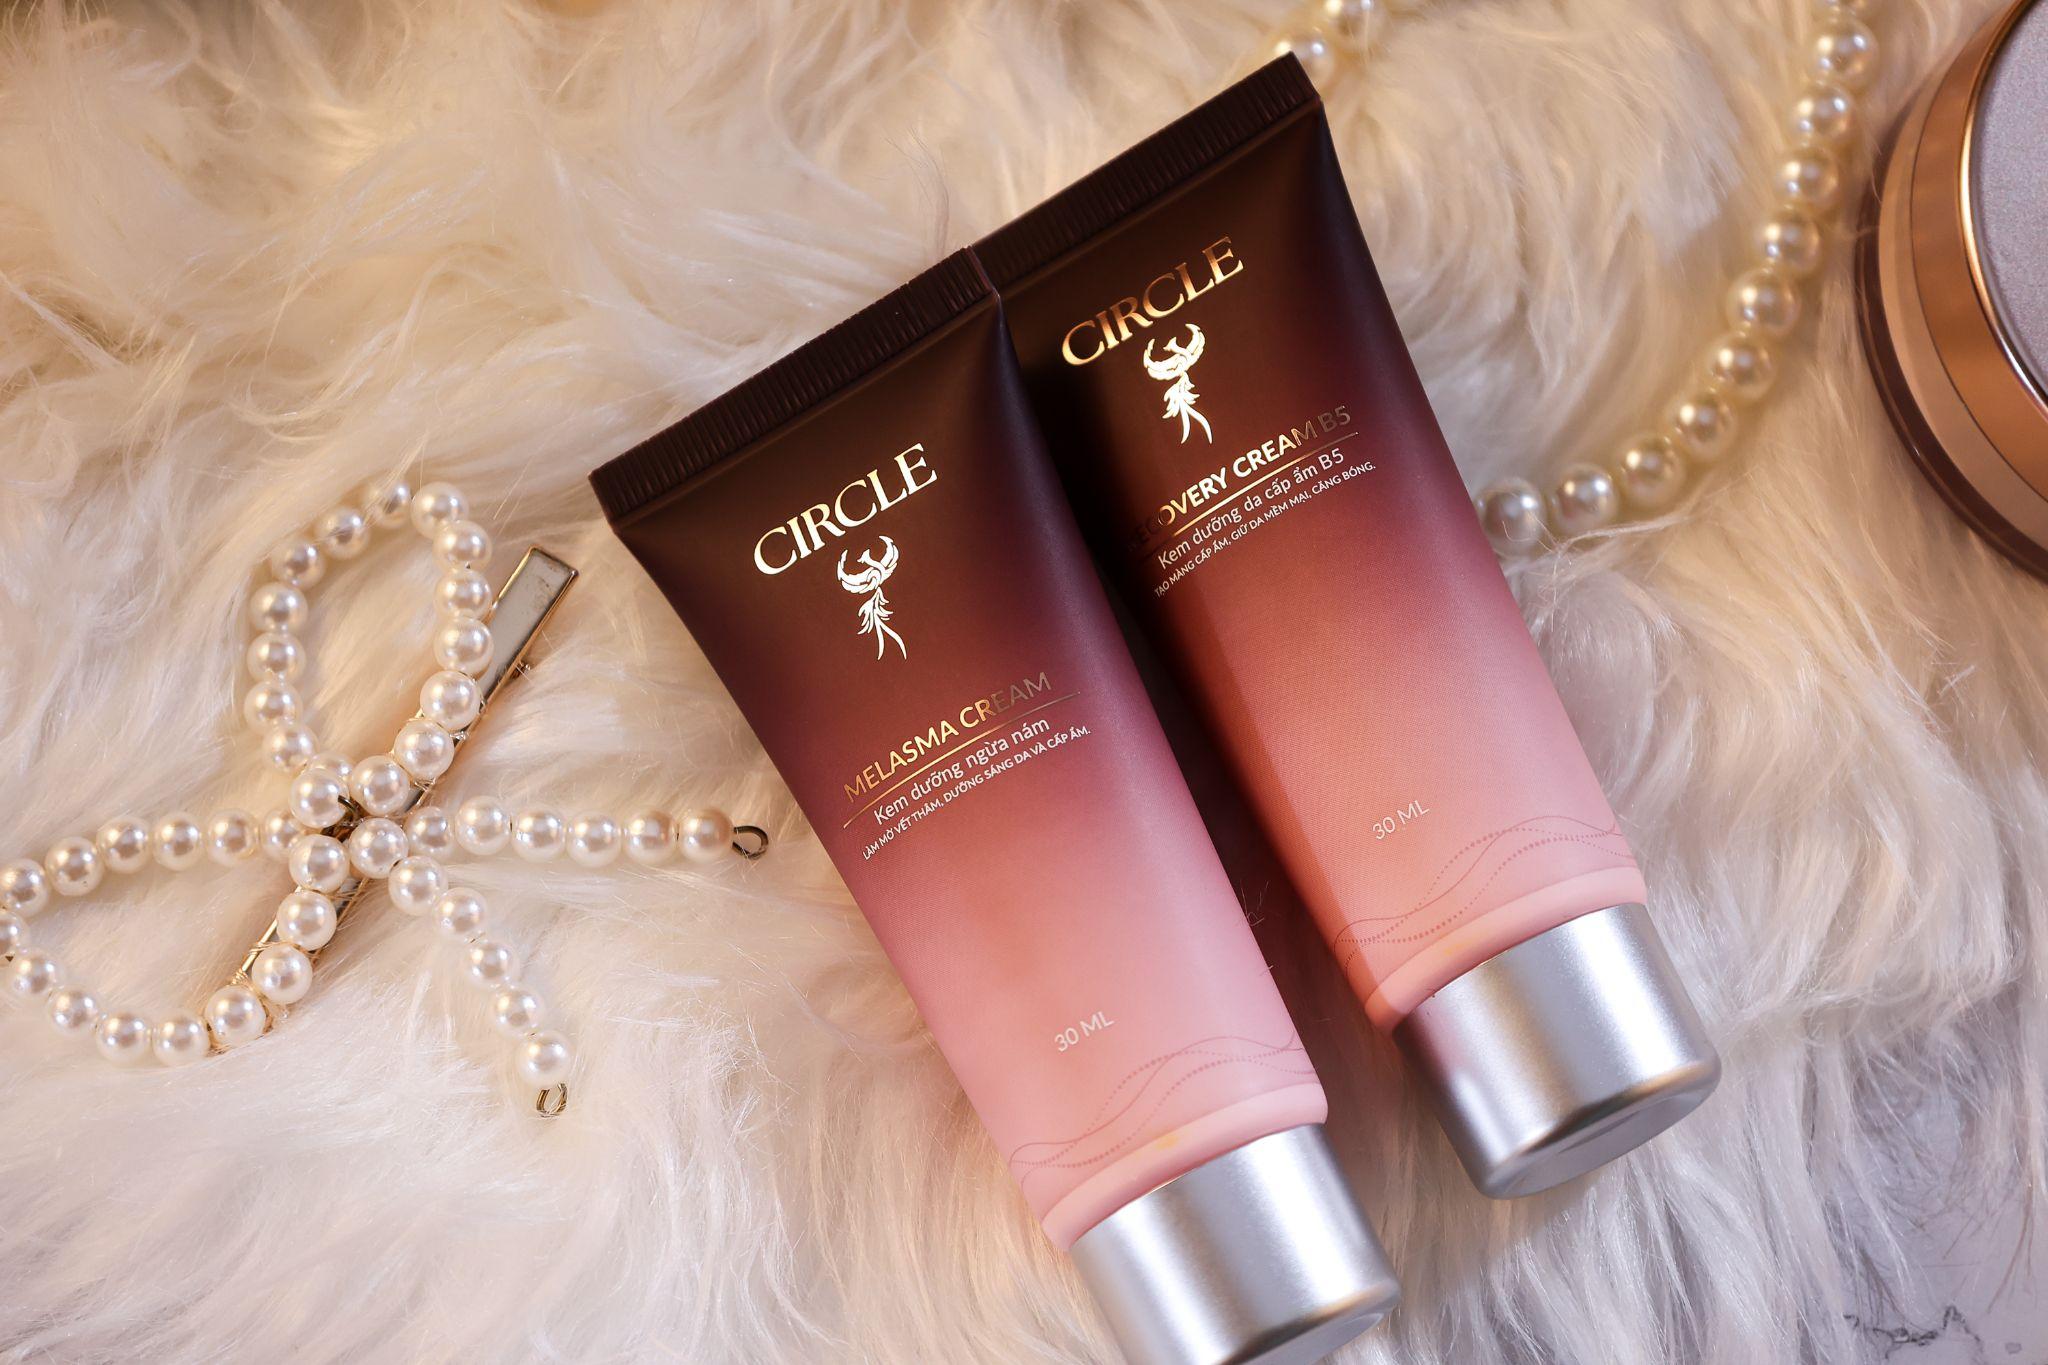 CIRCLE
MELASMA CREAM
Kem dưỡng ngừa nám
LÀM MỜ VẾT THÂM, DƯỠNG SÁNG DA VÀ CẤP ẨM.
30 ML
CIRCLE
RECOVERY CREAM B5
Kem dưỡng da cấp ẩm B5
TẠO MÀNG CẤP ẨM, GIỮ DA MỀM MẠI, CĂNG BÓNG.
30 ML